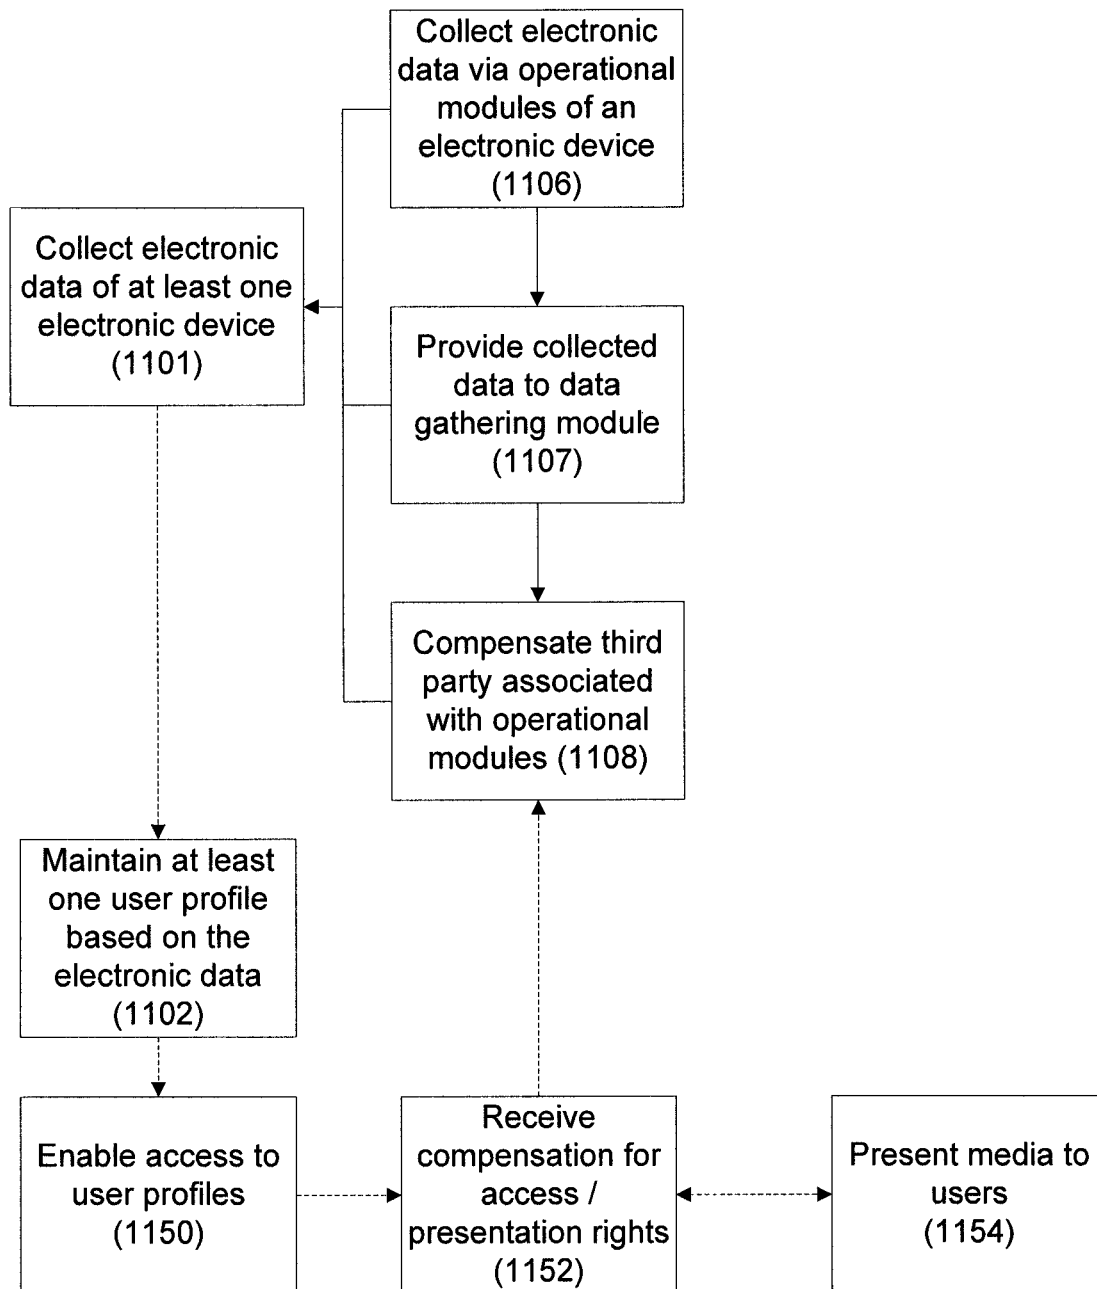 Collect electronic
data via operational
modules of an
electronic device
(1106)
Collect electronic
data of at least one
electronic device
(1101)
Provide collected
data to data
gathering module
(1107)
Compensate third
party associated
with operational
modules (1108)
Maintain at least
one user profile
based on the
electronic data
(1102)
Enable access to
user profiles
(1150)
Receive
compensation for
access /
presentation rights
(1152)
Present media to
users
(1154)